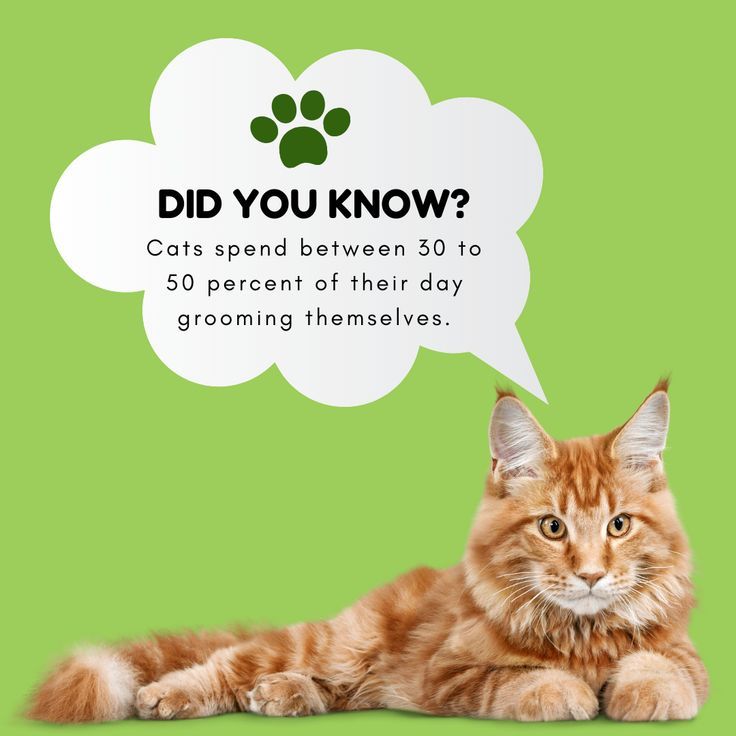 DID YOU KNOW?
Cats spend between 30 to
50 percent of their day
grooming themselves.